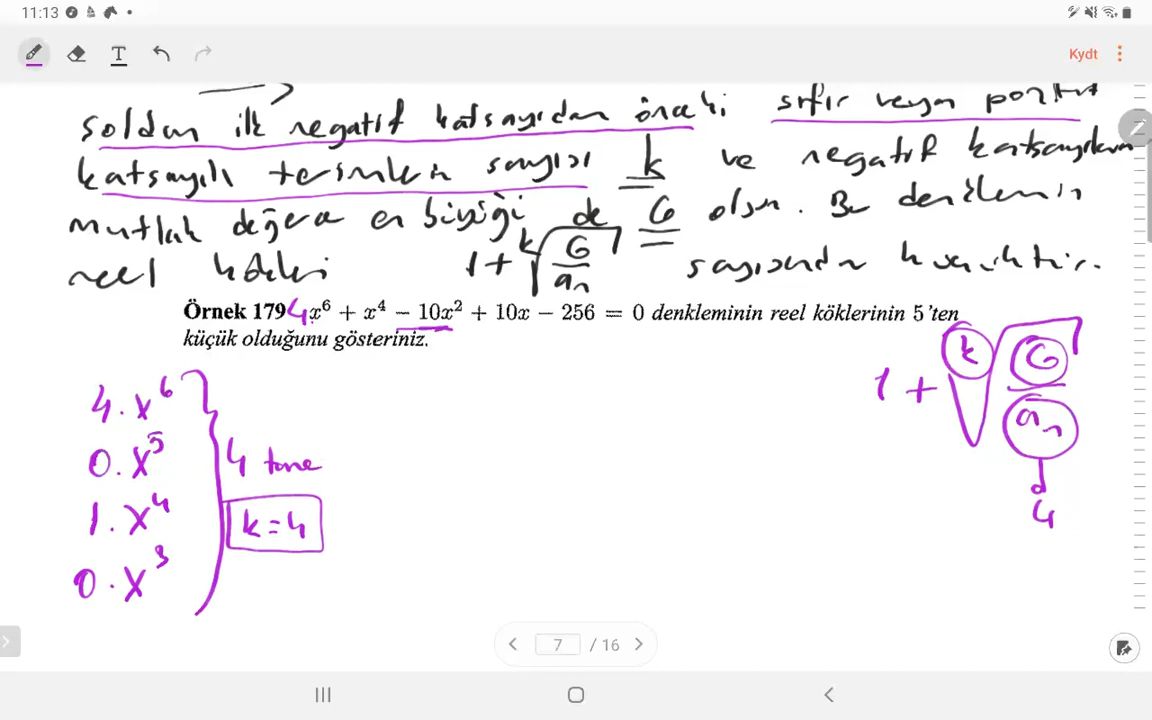 11:13
T
Kydt
soldan ilk negatif katsayıdan önceki sıfır veya pozitif
katsayılı terimlerin sayısı k ve negatif katsayıların
mutlak değerce en büyüğü de G olsun. Bu denklemin
reel kökleri 1+ᵏ√(G/aₙ) sayısından küçüktür.
Örnek 179 4x⁶ + x⁴ − 10x² + 10x − 256 = 0 denkleminin reel köklerinin 5'ten
küçük olduğunu gösteriniz.
1 + ᵏ√(G/aₙ)
4
4.x⁶
0.x⁵
1.x⁴
0.x³
4 tane
k=4
7 / 16